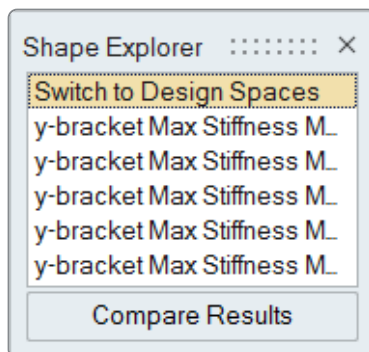 Shape Explorer
Switch to Design Spaces
y-bracket Max Stiffness M...
y-bracket Max Stiffness M...
y-bracket Max Stiffness M...
y-bracket Max Stiffness M...
y-bracket Max Stiffness M...
Compare Results